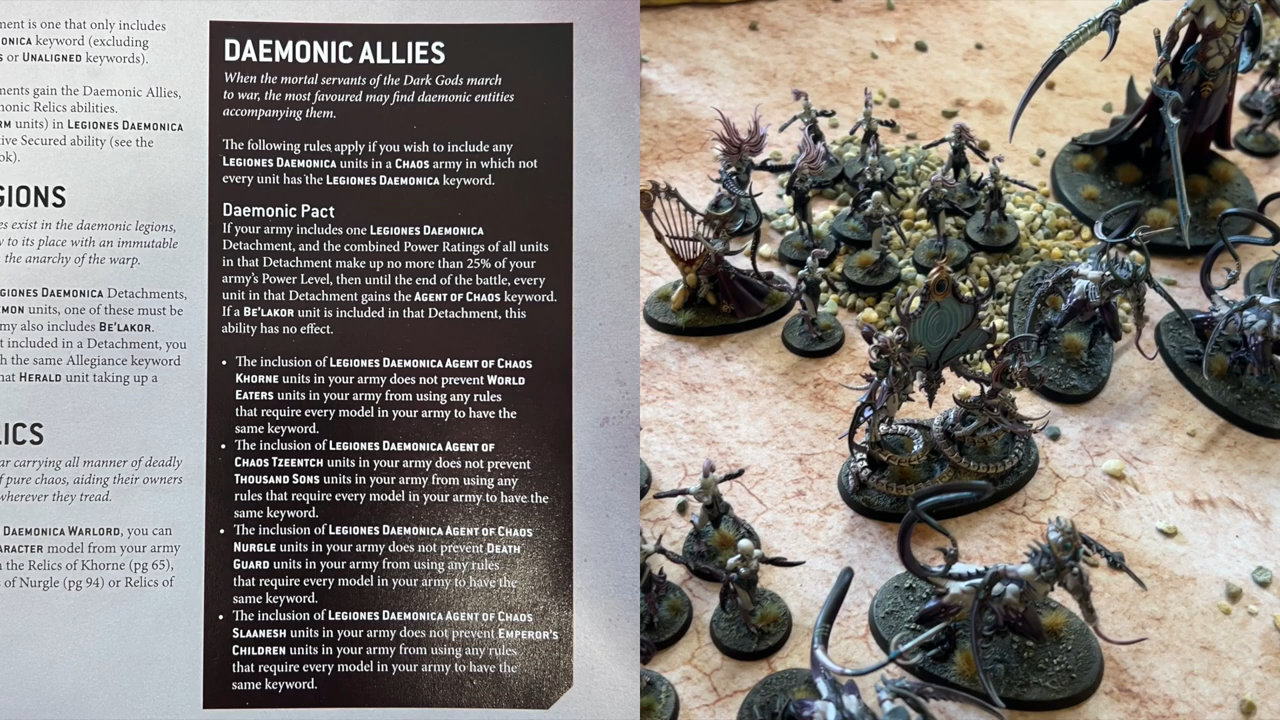 ment is one that only includes
ONICA keyword (excluding
S or UNALIGNED keywords).
ments gain the Daemonic Allies,
monic Relics abilities.
RM units) in LEGIONES DAEMONICA
tive Secured ability (see the
ok).
GIONS
es exist in the daemonic legions,
y to its place with an immutable
the anarchy of the warp.
GIONES DAEMONICA Detachments,
MON units, one of these must be
my also includes BE'LAKOR.
t included in a Detachment, you
h the same Allegiance keyword
hat HERALD unit taking up a
LICS
ar carrying all manner of deadly
of pure chaos, aiding their owners
wherever they tread.
DAEMONICA WARLORD, you can
ARACTER model from your army
n the Relics of Khorne (pg 65),
s of Nurgle (pg 94) or Relics of
DAEMONIC ALLIES
When the mortal servants of the Dark Gods march
to war, the most favoured may find daemonic entities
accompanying them.
The following rules apply if you wish to include any
LEGIONES DAEMONICA units in a CHAOS army in which not
every unit has the LEGIONES DAEMONICA keyword.
Daemonic Pact
If your army includes one LEGIONES DAEMONICA
Detachment, and the combined Power Ratings of all units
in that Detachment make up no more than 25% of your
army's Power Level, then until the end of the battle, every
unit in that Detachment gains the AGENT OF CHAOS keyword.
If a BE'LAKOR unit is included in that Detachment, this
ability has no effect.
• The inclusion of LEGIONES DAEMONICA AGENT OF CHAOS
KHORNE units in your army does not prevent WORLD
EATERS units in your army from using any rules
that require every model in your army to have the
same keyword.
• The inclusion of LEGIONES DAEMONICA AGENT OF
CHAOS TZEENTCH units in your army does not prevent
THOUSAND SONS units in your army from using any
rules that require every model in your army to have the
same keyword.
• The inclusion of LEGIONES DAEMONICA AGENT OF CHAOS
NURGLE units in your army does not prevent DEATH
GUARD units in your army from using any rules
that require every model in your army to have the
same keyword.
• The inclusion of LEGIONES DAEMONICA AGENT OF CHAOS
SLAANESH units in your army does not prevent EMPEROR'S
CHILDREN units in your army from using any rules
that require every model in your army to have the
same keyword.